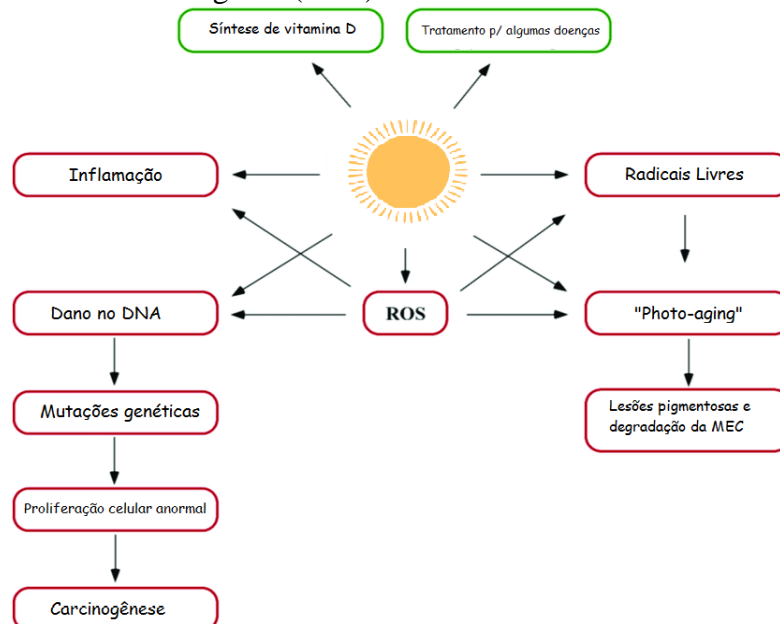 Síntese de vitamina D
Tratamento p/ algumas doenças
Inflamação
Radicais Livres
Dano no DNA
ROS
"Photo-aging"
Mutações genéticas
Lesões pigmentosas e
degradação da MEC
Proliferação celular anormal
Carcinogênese